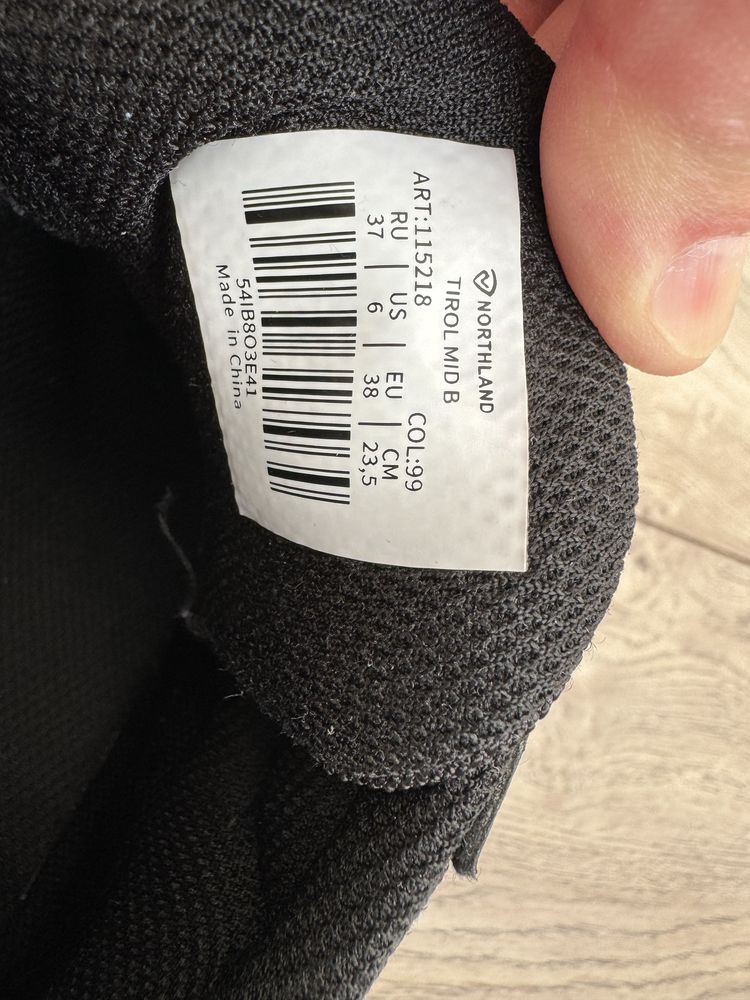 NORTHLAND
TIROL MID B
ART:115218 COL:99
RU | US | EU | CM
37 6 38 23,5
54IB8O3E41
Made in China